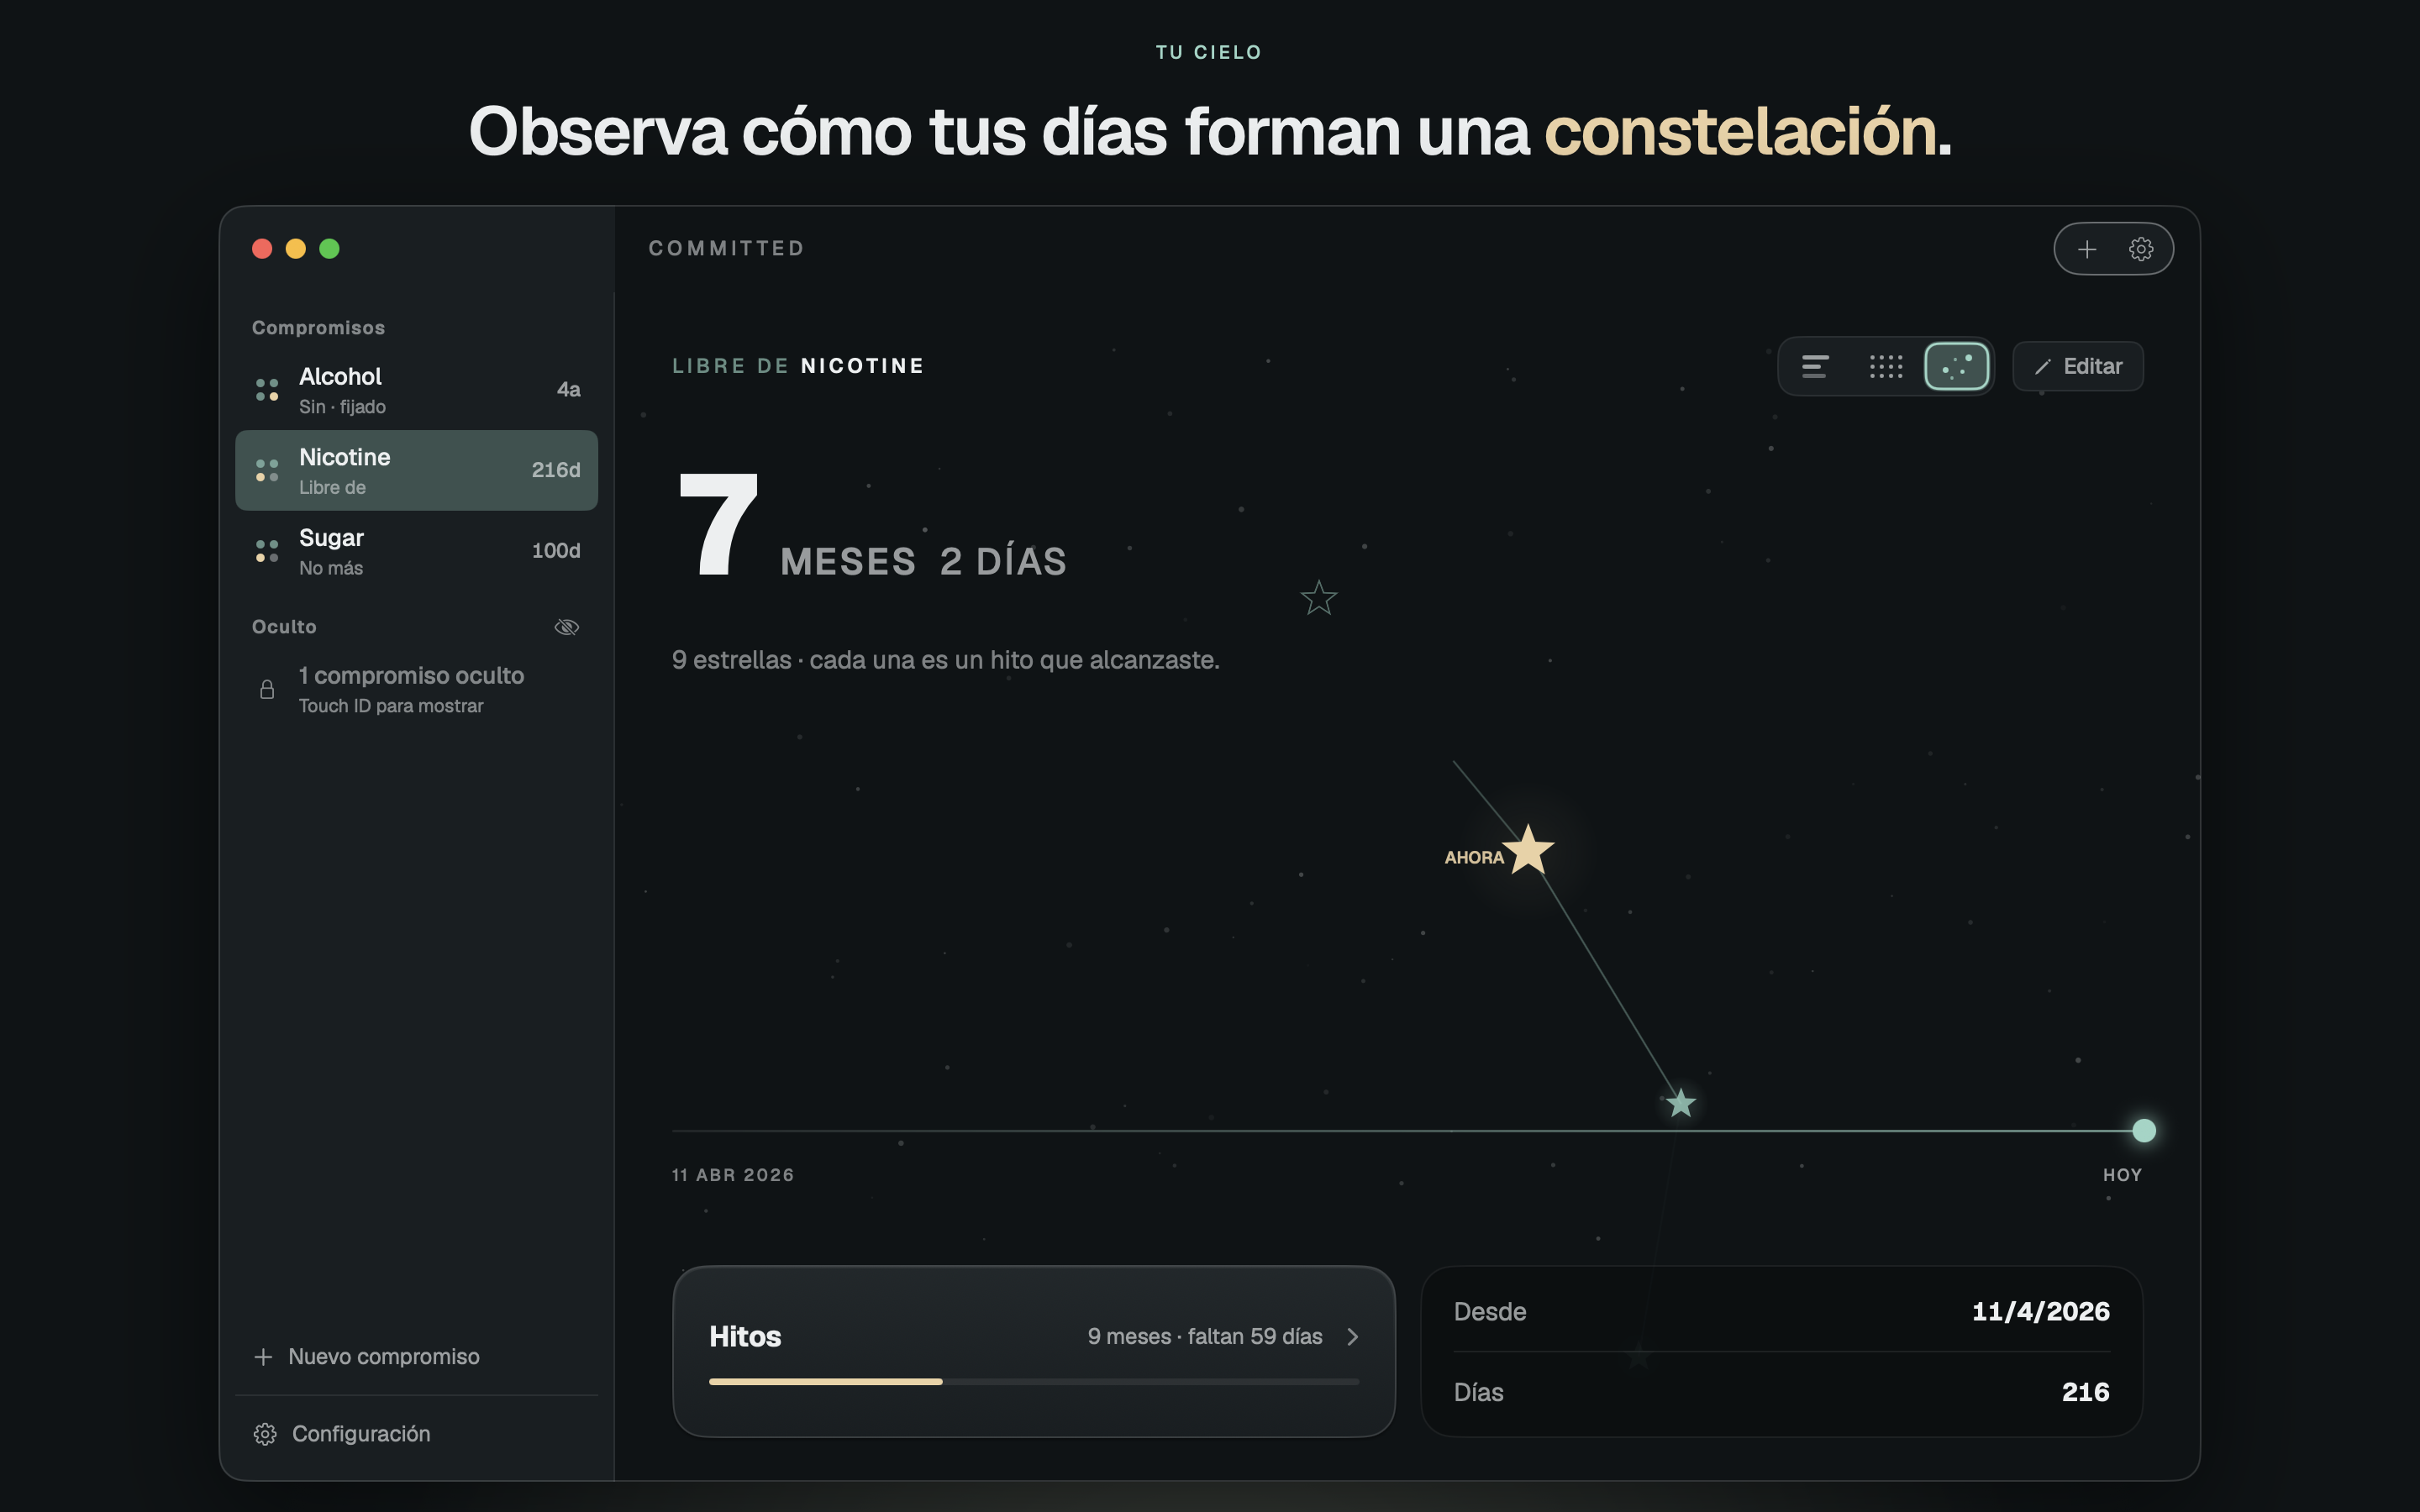 TU CIELO
Observa cómo tus días forman una constelación.
COMMITTED
Compromisos
Alcohol
Sin · fijado
4a
Nicotine
Libre de
216d
Sugar
No más
100d
Oculto
1 compromiso oculto
Touch ID para mostrar
Nuevo compromiso
Configuración
LIBRE DE NICOTINE
Editar
7 MESES 2 DÍAS
9 estrellas · cada una es un hito que alcanzaste.
AHORA
11 ABR 2026
HOY
Hitos
9 meses · faltan 59 días
Desde
11/4/2026
Días
216